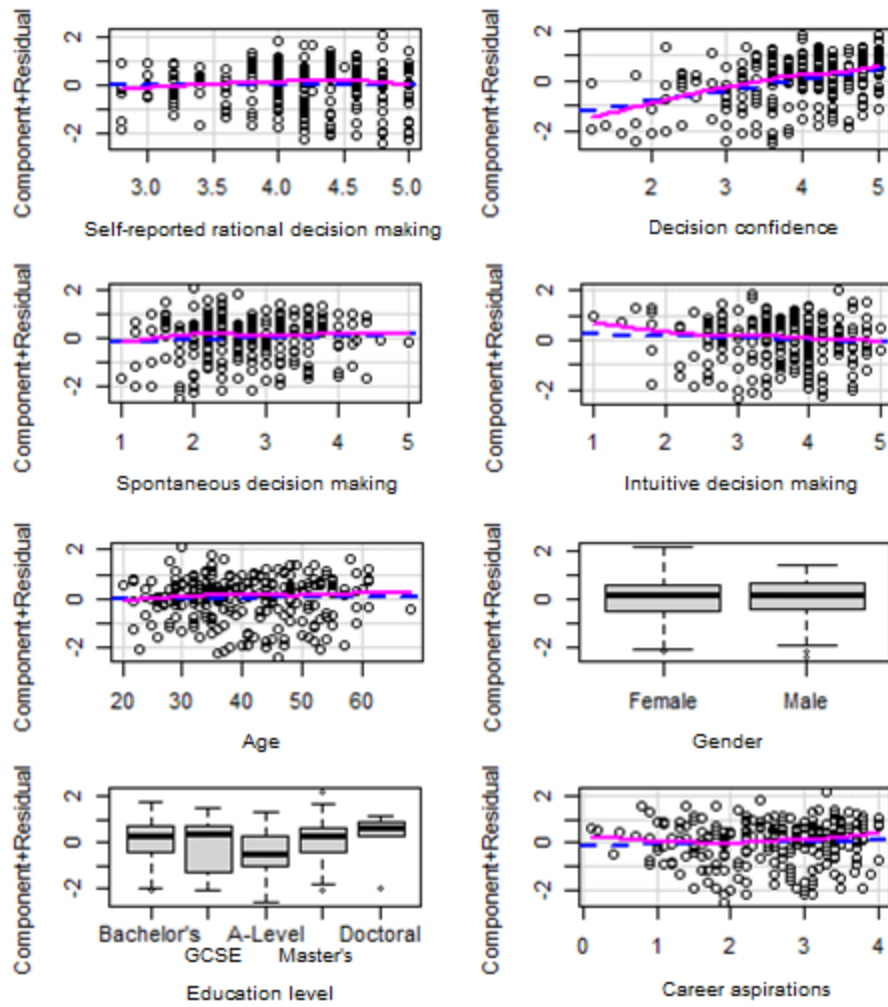 Component+Residual
2
0
-2
3.0 3.5 4.0 4.5 5.0
Self-reported rational decision making
Component+Residual
2
0
-2
2 3 4 5
Decision confidence
Component+Residual
2
0
-2
1 2 3 4 5
Spontaneous decision making
Component+Residual
2
0
-2
1 2 3 4 5
Intuitive decision making
Component+Residual
2
0
-2
20 30 40 50 60
Age
Component+Residual
2
0
-2
Female Male
Gender
Component+Residual
2
0
-2
Bachelor's A-Level Doctoral
GCSE Master's
Education level
Component+Residual
2
0
-2
0 1 2 3 4
Career aspirations